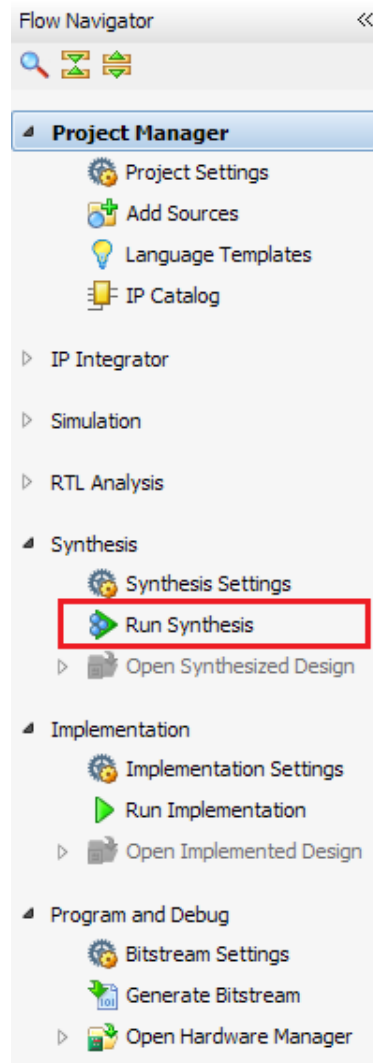 Flow Navigator
Project Manager
Project Settings
Add Sources
Language Templates
IP Catalog
IP Integrator
Simulation
RTL Analysis
Synthesis
Synthesis Settings
Run Synthesis
Open Synthesized Design
Implementation
Implementation Settings
Run Implementation
Open Implemented Design
Program and Debug
Bitstream Settings
Generate Bitstream
Open Hardware Manager